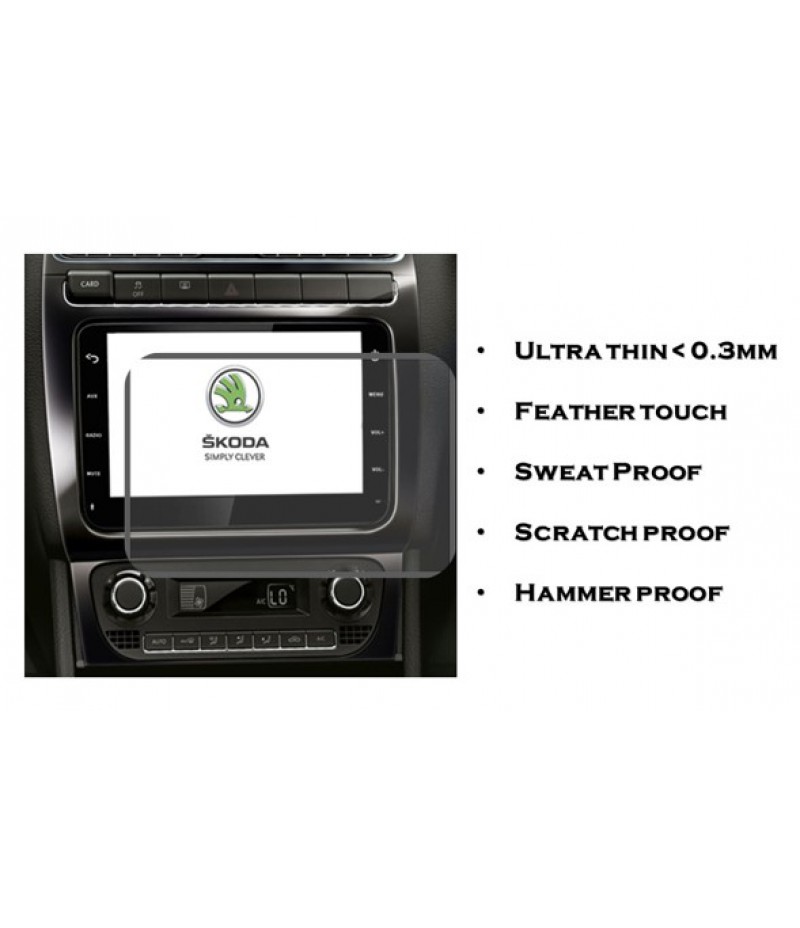 CARD
OFF
AUX
RADIO
MUTE
MENU
VOL+
VOL-
ŠKODA
SIMPLY CLEVER
A/C LO
AUTO
A/C
• ULTRA THIN < 0.3MM
• FEATHER TOUCH
• SWEAT PROOF
• SCRATCH PROOF
• HAMMER PROOF